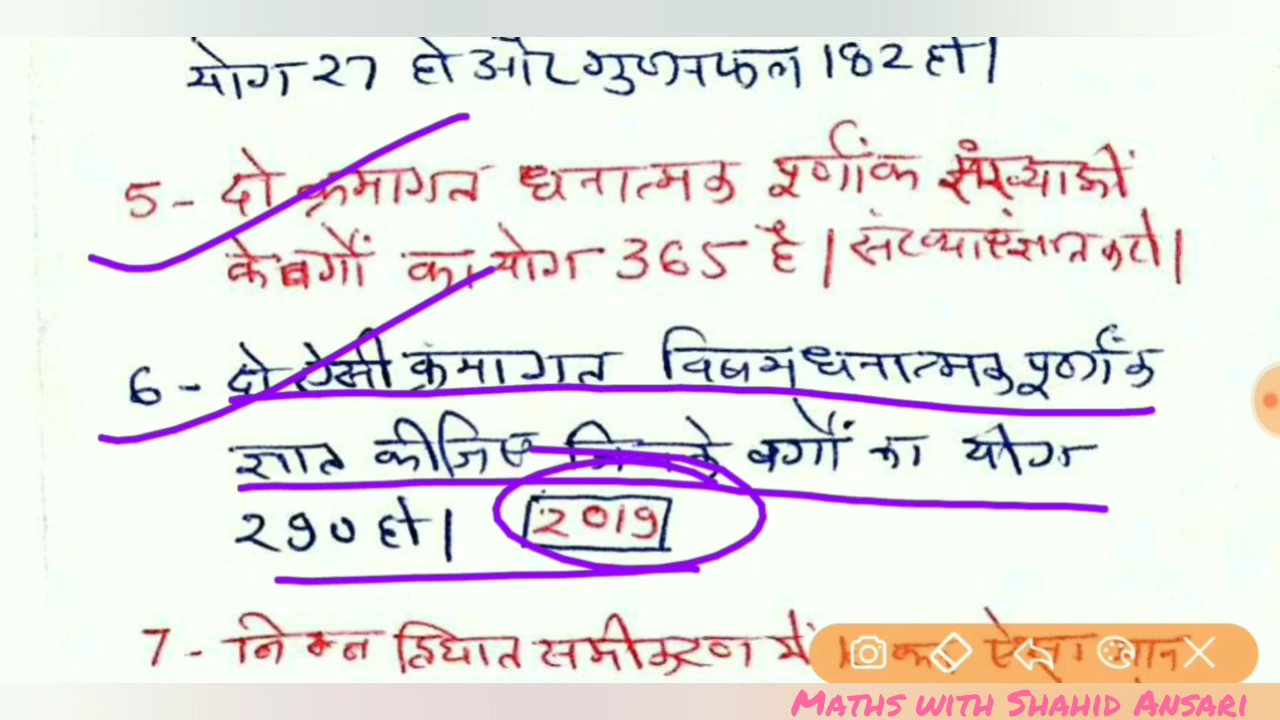 योग 27 हो और गुणनफल 182 हो।
5- दो क्रमागत धनात्मक पूर्णांक संख्याओं
के वर्गों का योग 365 है। संख्याएं ज्ञात करो।
6- दो ऐसी क्रमागत विषम धनात्मक पूर्णांक
ज्ञात कीजिए जिनके वर्गों का योग
290 हो। 2019
7- निम्न द्विघात समीकरण में k का ऐसा मान
MATHS WITH SHAHID ANSARI